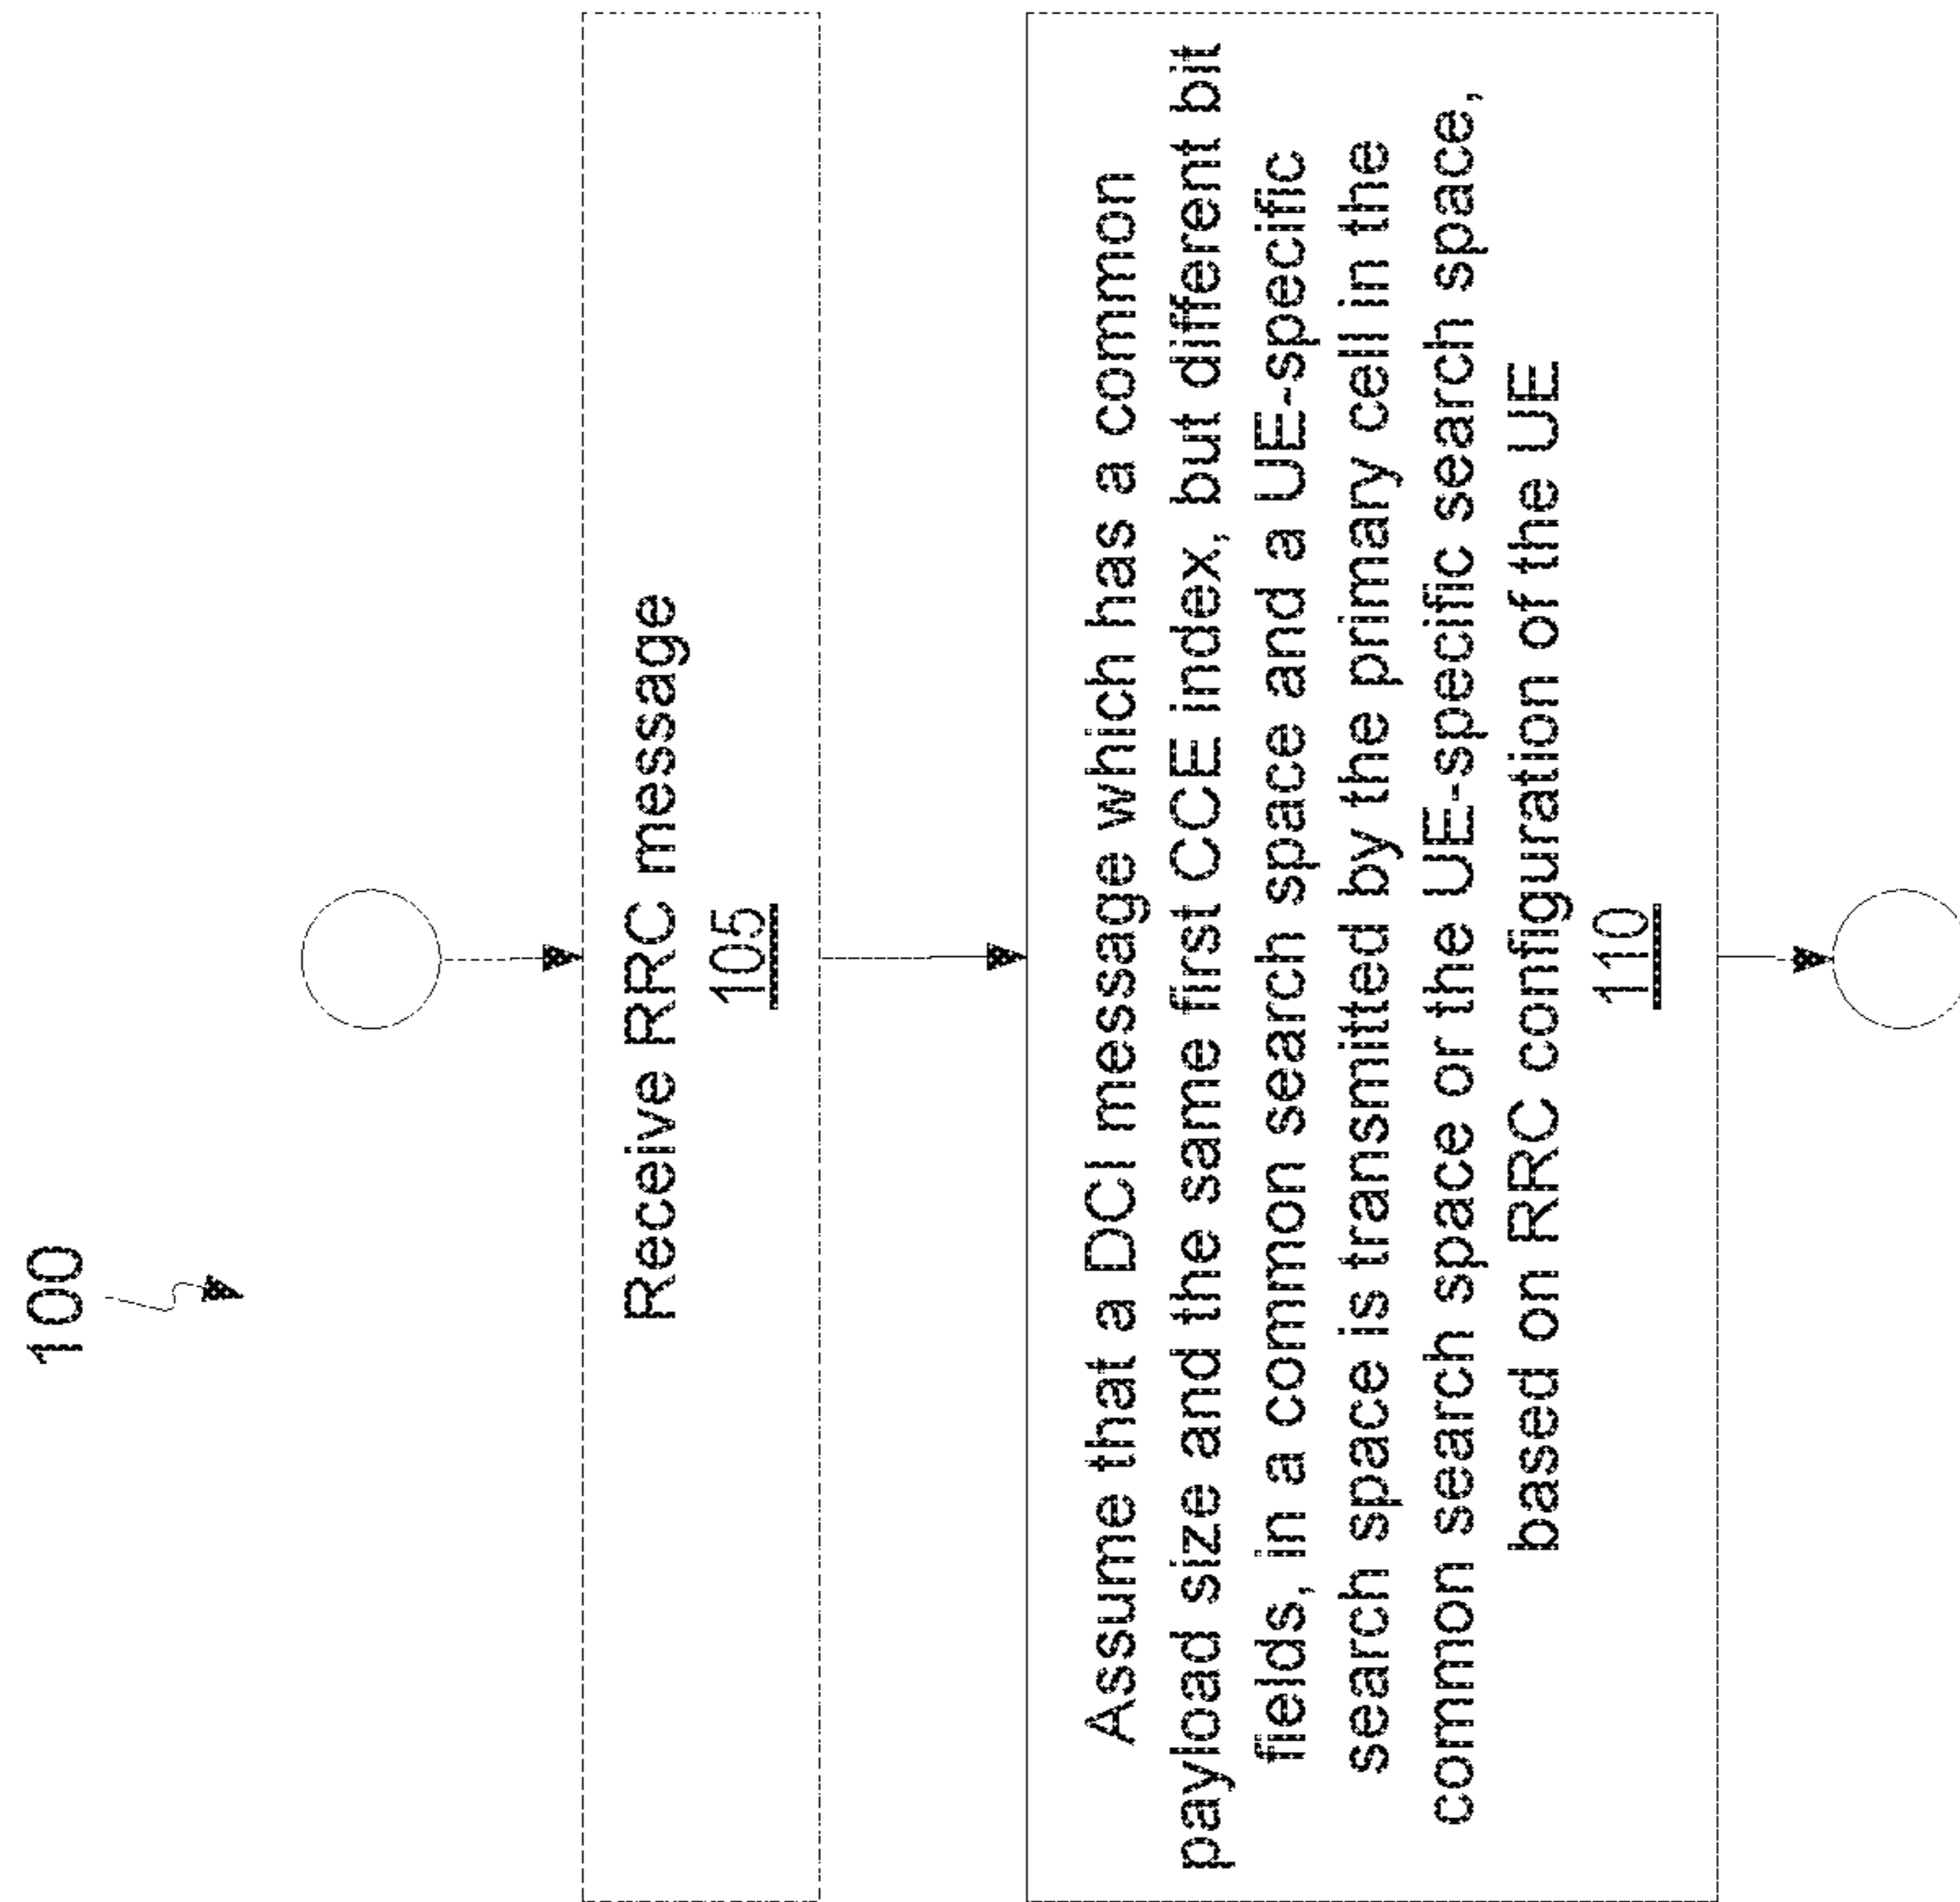 100
Receive RRC message
105
Assume that a DCI message which has a common
payload size and the same first CCE index, but different bit
fields, in a common search space and a UE-specific
search space is transmitted by the primary cell in the
common search space or the UE-specific search space,
based on RRC configuration of the UE
110